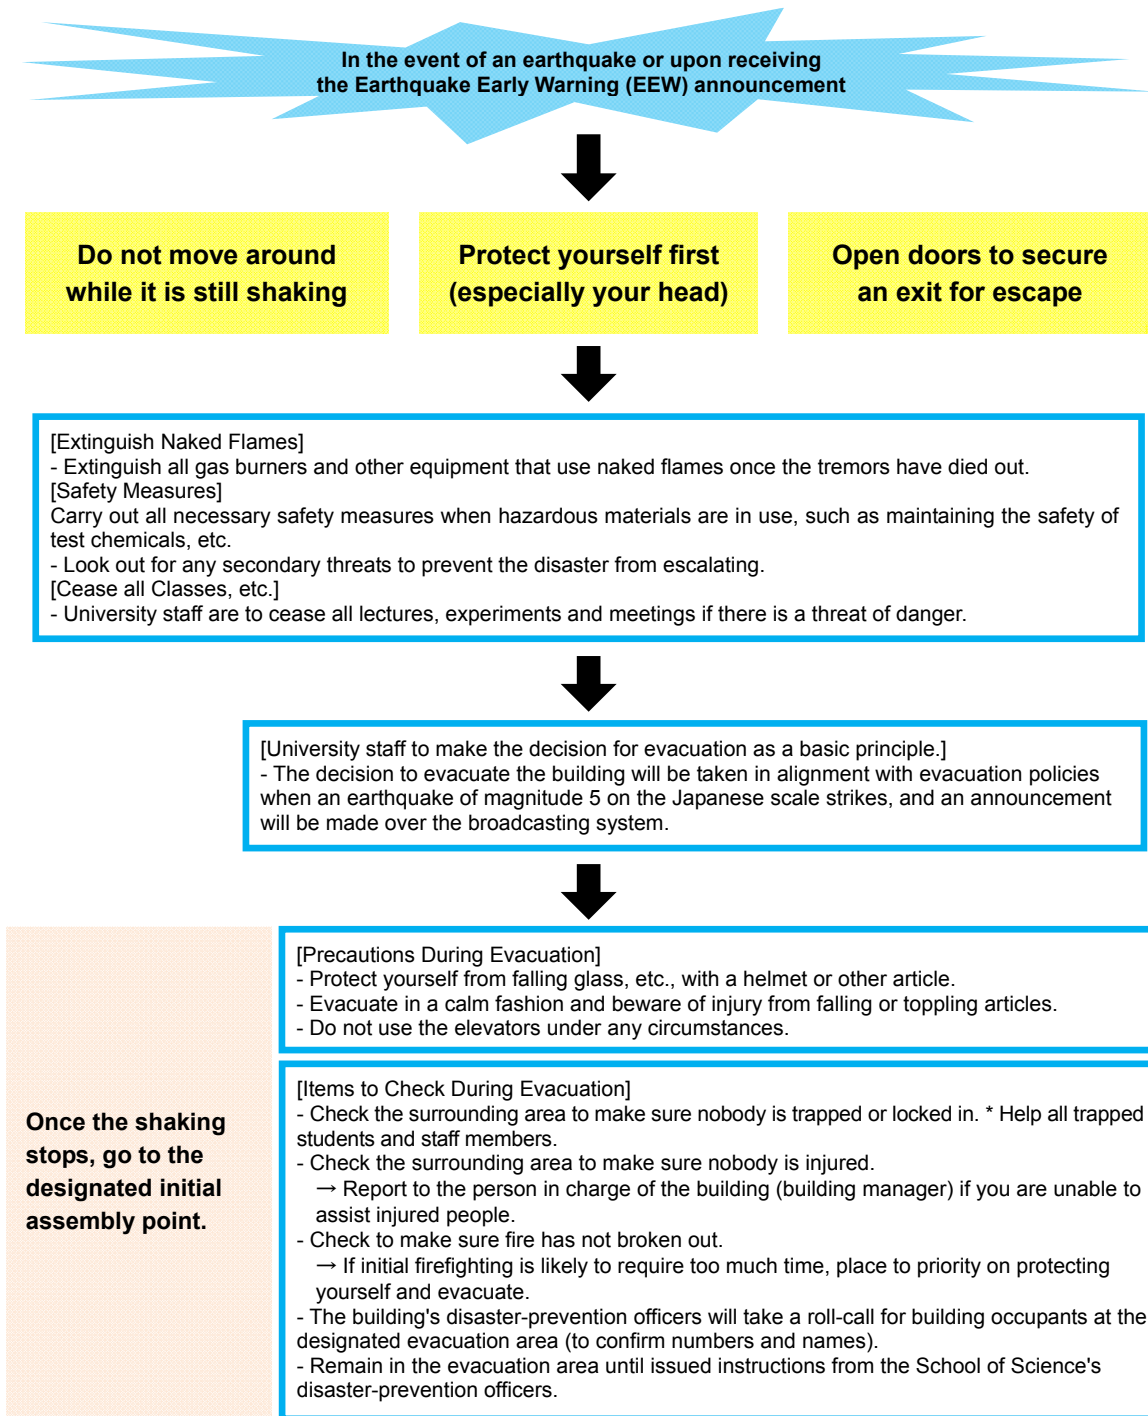 In the event of an earthquake or upon receiving
the Earthquake Early Warning (EEW) announcement
Do not move around
while it is still shaking
Protect yourself first
(especially your head)
Open doors to secure
an exit for escape
[Extinguish Naked Flames]
- Extinguish all gas burners and other equipment that use naked flames once the tremors have died out.
[Safety Measures]
Carry out all necessary safety measures when hazardous materials are in use, such as maintaining the safety of
test chemicals, etc.
- Look out for any secondary threats to prevent the disaster from escalating.
[Cease all Classes, etc.]
- University staff are to cease all lectures, experiments and meetings if there is a threat of danger.
[University staff to make the decision for evacuation as a basic principle.]
- The decision to evacuate the building will be taken in alignment with evacuation policies
when an earthquake of magnitude 5 on the Japanese scale strikes, and an announcement
will be made over the broadcasting system.
Once the shaking
stops, go to the
designated initial
assembly point.
[Precautions During Evacuation]
- Protect yourself from falling glass, etc., with a helmet or other article.
- Evacuate in a calm fashion and beware of injury from falling or toppling articles.
- Do not use the elevators under any circumstances.
[Items to Check During Evacuation]
- Check the surrounding area to make sure nobody is trapped or locked in. * Help all trapped
students and staff members.
- Check the surrounding area to make sure nobody is injured.
→ Report to the person in charge of the building (building manager) if you are unable to
assist injured people.
- Check to make sure fire has not broken out.
→ If initial firefighting is likely to require too much time, place to priority on protecting
yourself and evacuate.
- The building's disaster-prevention officers will take a roll-call for building occupants at the
designated evacuation area (to confirm numbers and names).
- Remain in the evacuation area until issued instructions from the School of Science's
disaster-prevention officers.